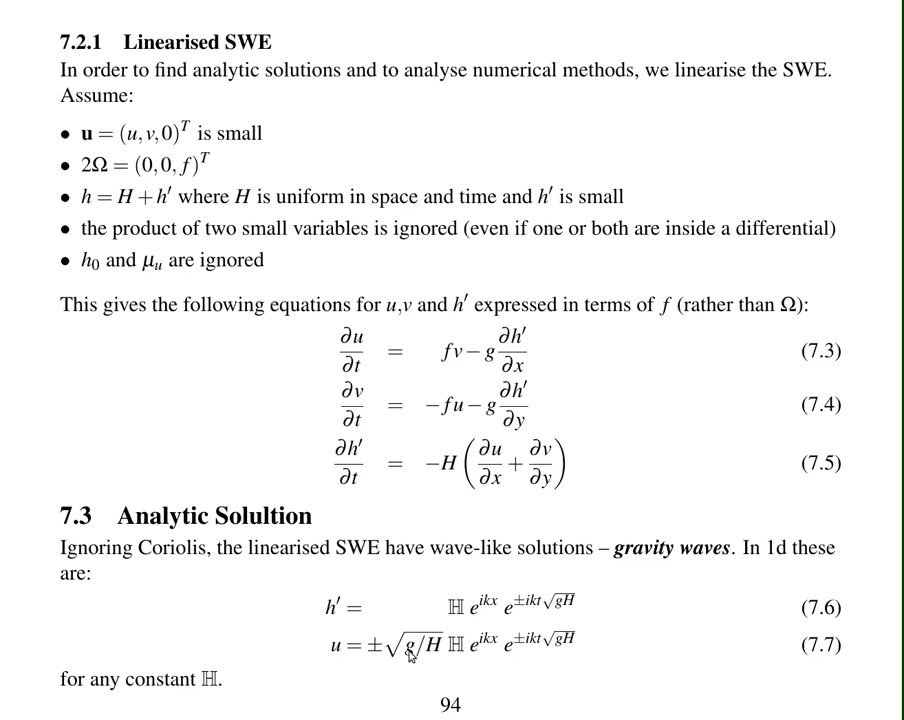 7.2.1 Linearised SWE
In order to find analytic solutions and to analyse numerical methods, we linearise the SWE.
Assume:
• u = (u, v, 0)^T is small
• 2Ω = (0, 0, f)^T
• h = H + h′ where H is uniform in space and time and h′ is small
• the product of two small variables is ignored (even if one or both are inside a differential)
• h₀ and μᵤ are ignored
This gives the following equations for u,v and h′ expressed in terms of f (rather than Ω):
∂u/∂t = fv − g ∂h′/∂x (7.3)
∂v/∂t = −fu − g ∂h′/∂y (7.4)
∂h′/∂t = −H (∂u/∂x + ∂v/∂y) (7.5)
7.3 Analytic Solultion
Ignoring Coriolis, the linearised SWE have wave-like solutions – gravity waves. In 1d these
are:
h′ = ℍ e^{ikx} e^{±ikt√gH} (7.6)
u = ±√g/H ℍ e^{ikx} e^{±ikt√gH} (7.7)
for any constant ℍ.
94